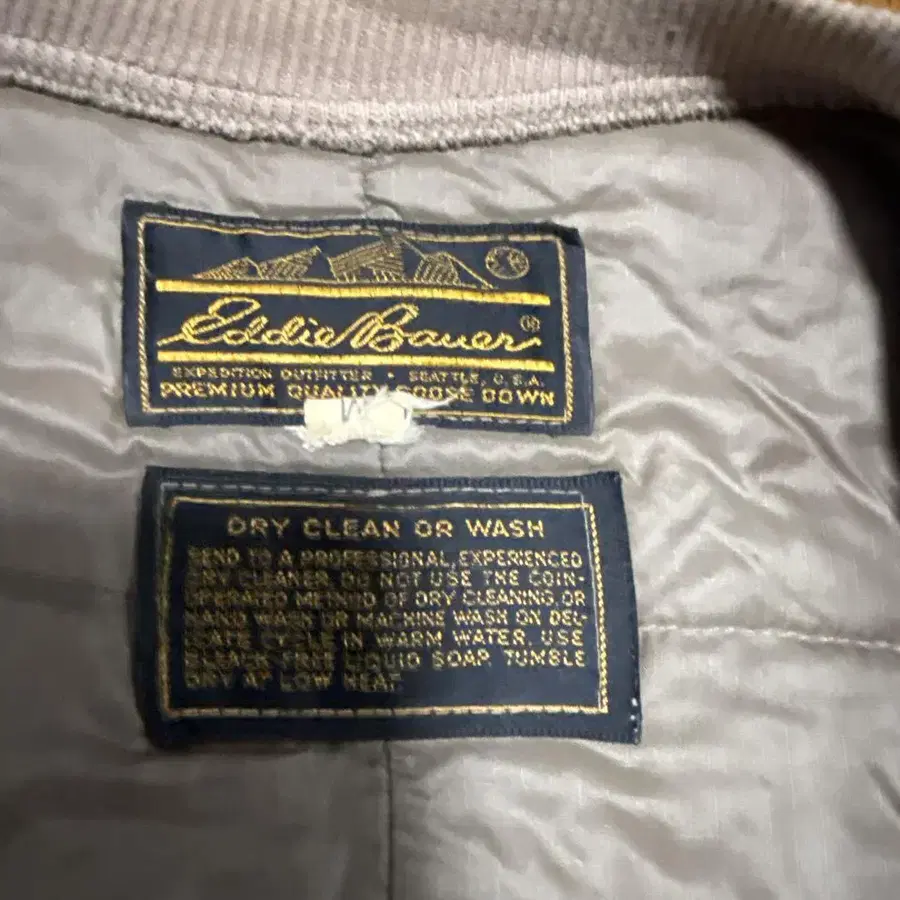 Eddie Bauer ®
EXPEDITION OUTFITTER • SEATTLE, U.S.A.
PREMIUM QUALITY GOOSE DOWN
M
DRY CLEAN OR WASH
SEND TO A PROFESSIONAL, EXPERIENCED
DRY CLEANER. DO NOT USE THE COIN-
OPERATED METHOD OF DRY CLEANING, OR
HAND WASH OR MACHINE WASH ON DEL-
ICATE CYCLE IN WARM WATER. USE
BLEACH FREE LIQUID SOAP. TUMBLE
DRY AT LOW HEAT.